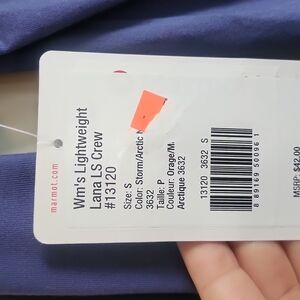 marmot.com
Wm's Lightweight
Lana LS Crew
#13120
Size: S
Color: Storm/Arctic
3632
Taille: P
Couleur: Orage/M.
Arctique 3632
13120 3632 S
8 89169 50096 1
MSRP: $42.00